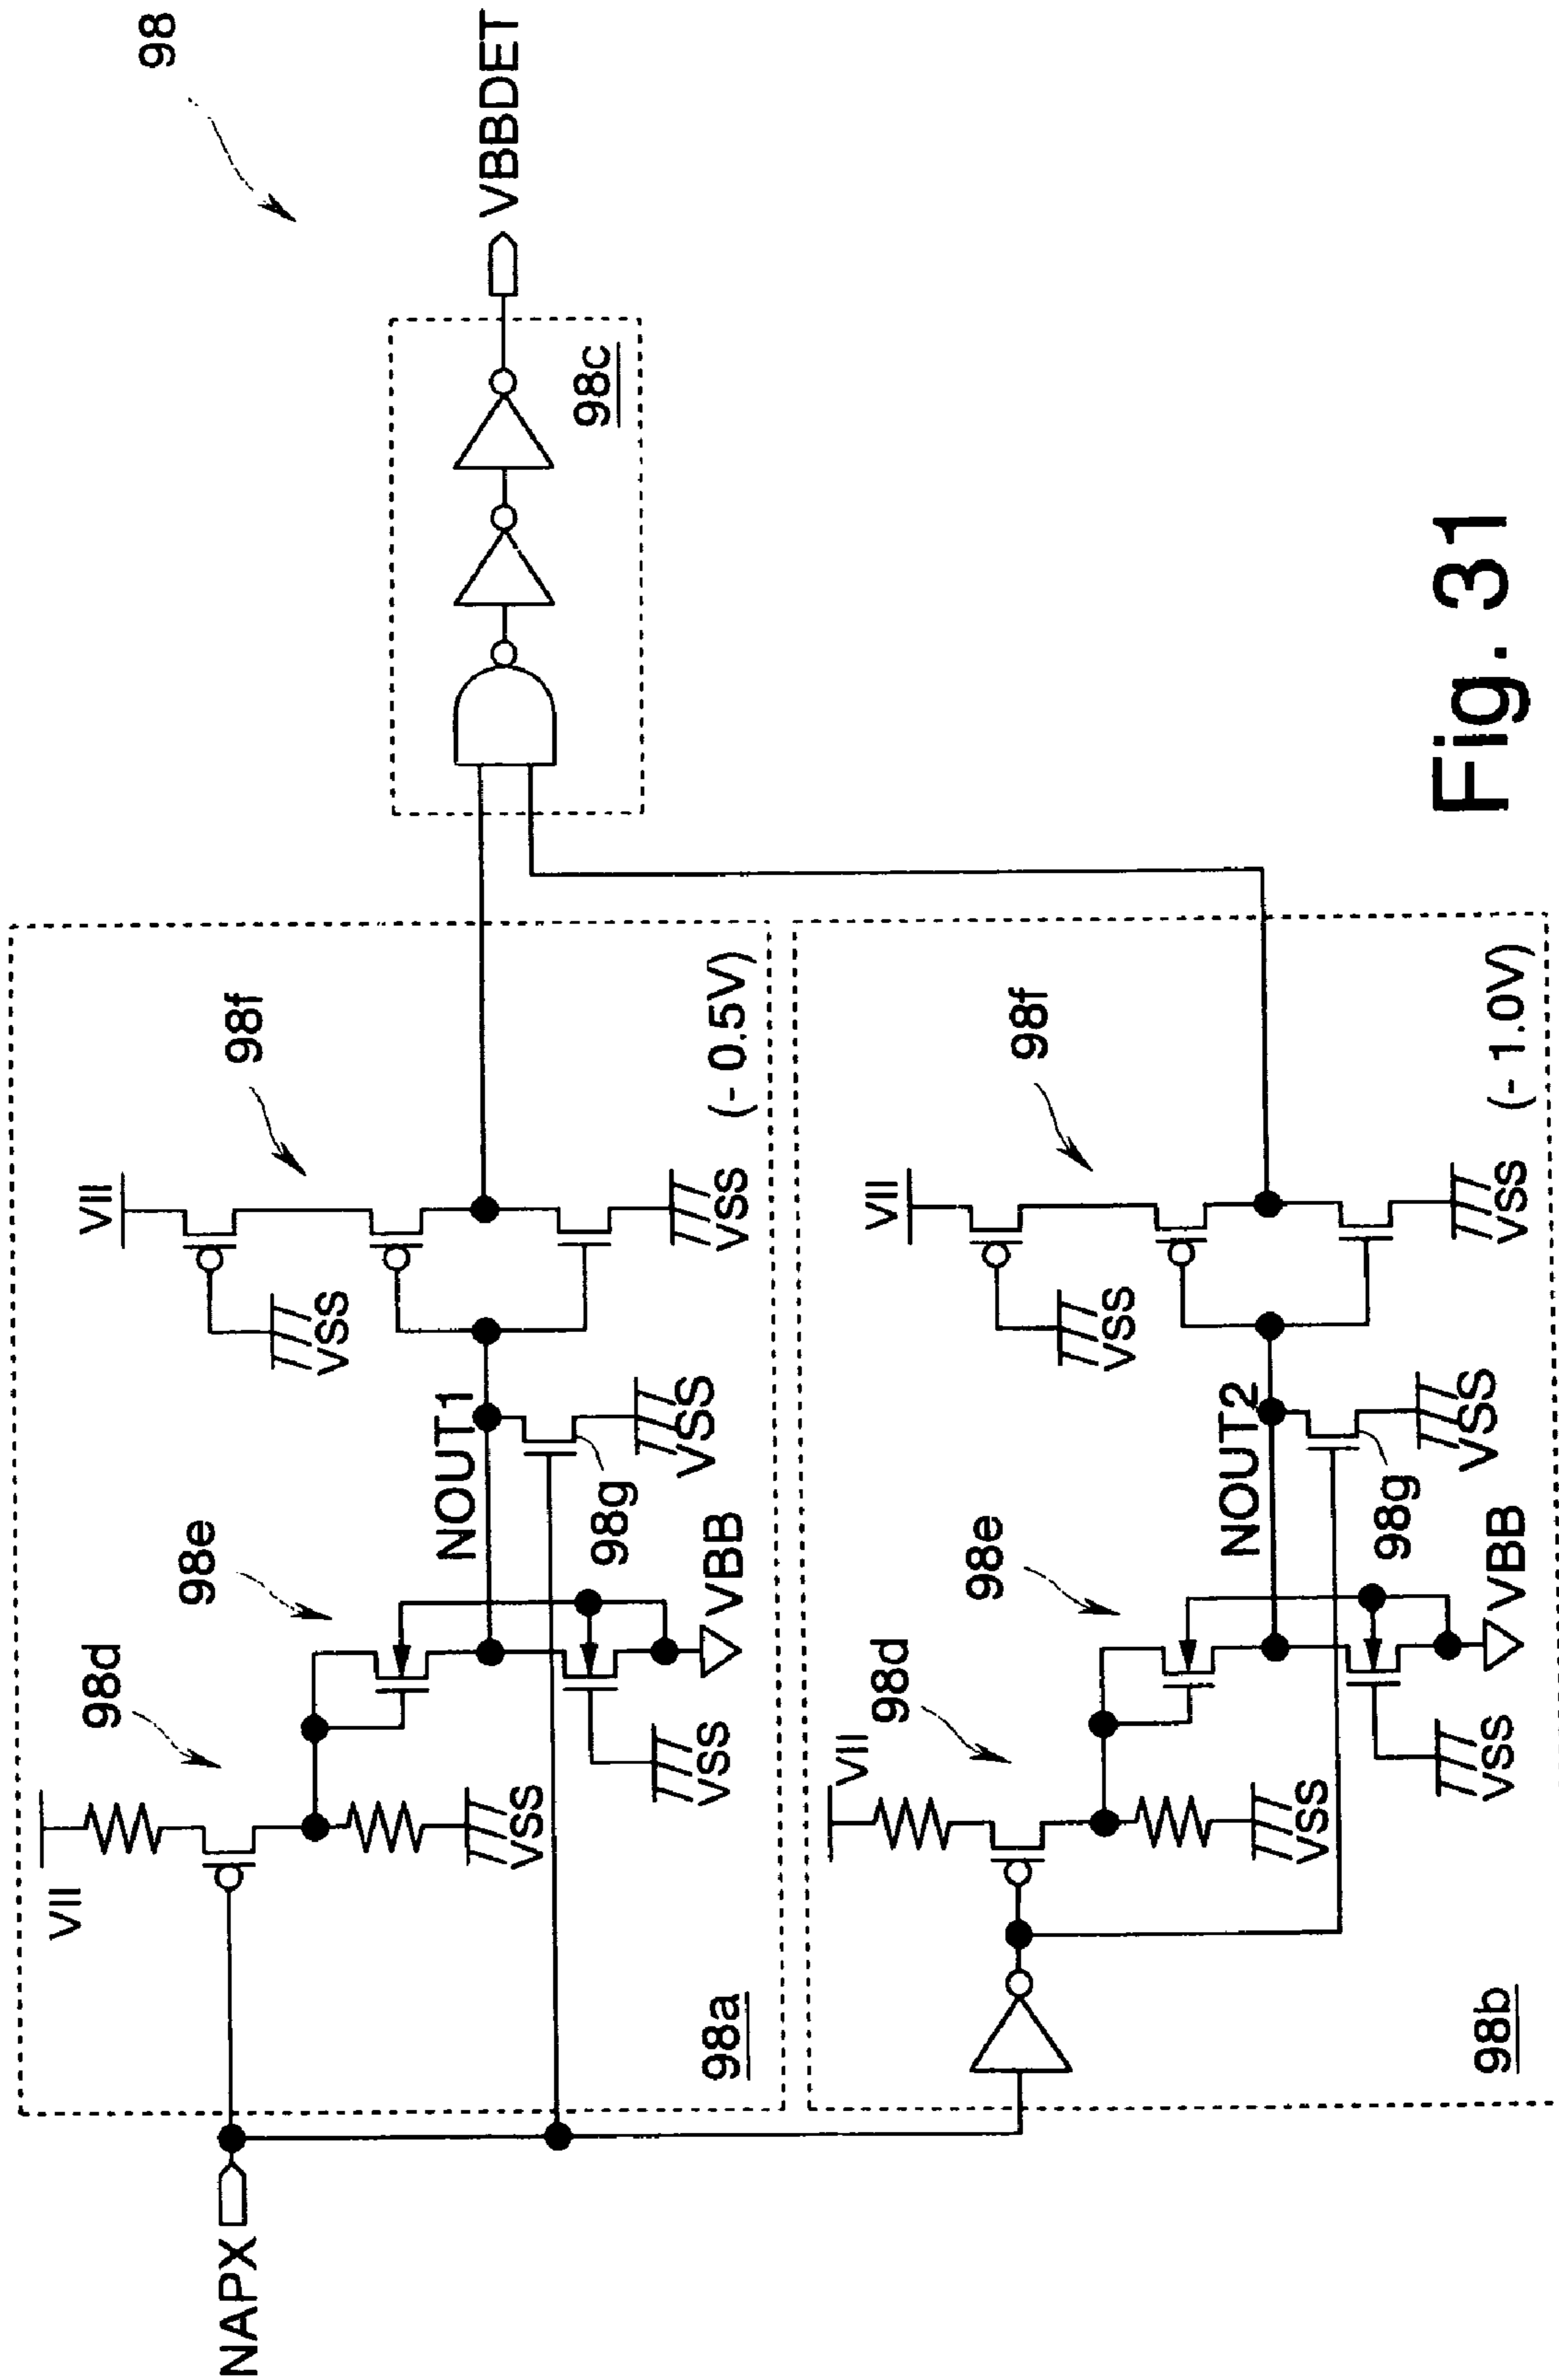 98
VBBDET
98c
98f
VII
VSS
VSS
(- 0.5V)
NOUT1
98g
VSS
98e
98d
VBB
VSS
VII
VSS
98a
NAPX
98f
VII
VSS
VSS
(- 1.0V)
NOUT2
98g
VSS
98e
98d
VBB
VSS
VII
VSS
98b
Fig. 31